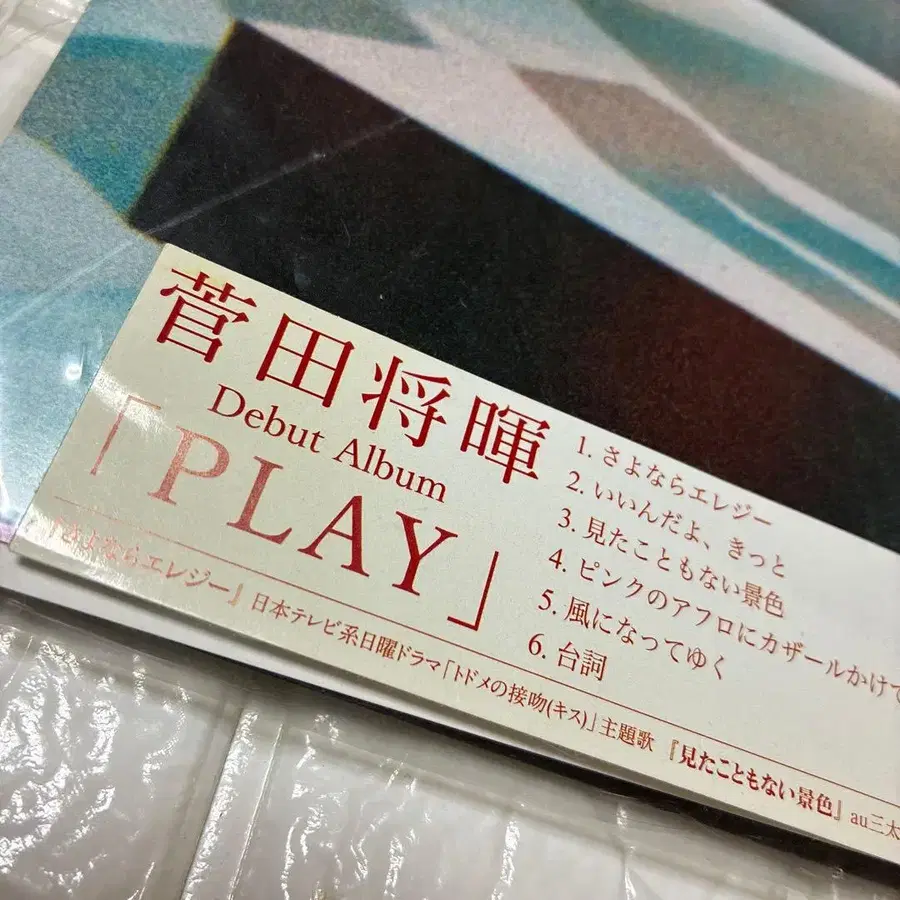 菅田将暉
Debut Album
「PLAY」
1. さよならエレジー
2. いいんだよ、きっと
3. 見たこともない景色
4. ピンクのアフロにカザールかけて
5. 風になってゆく
6. 台詞
『さよならエレジー』日本テレビ系日曜ドラマ「トドメの接吻(キス)」主題歌 『見たこともない景色』 au三太